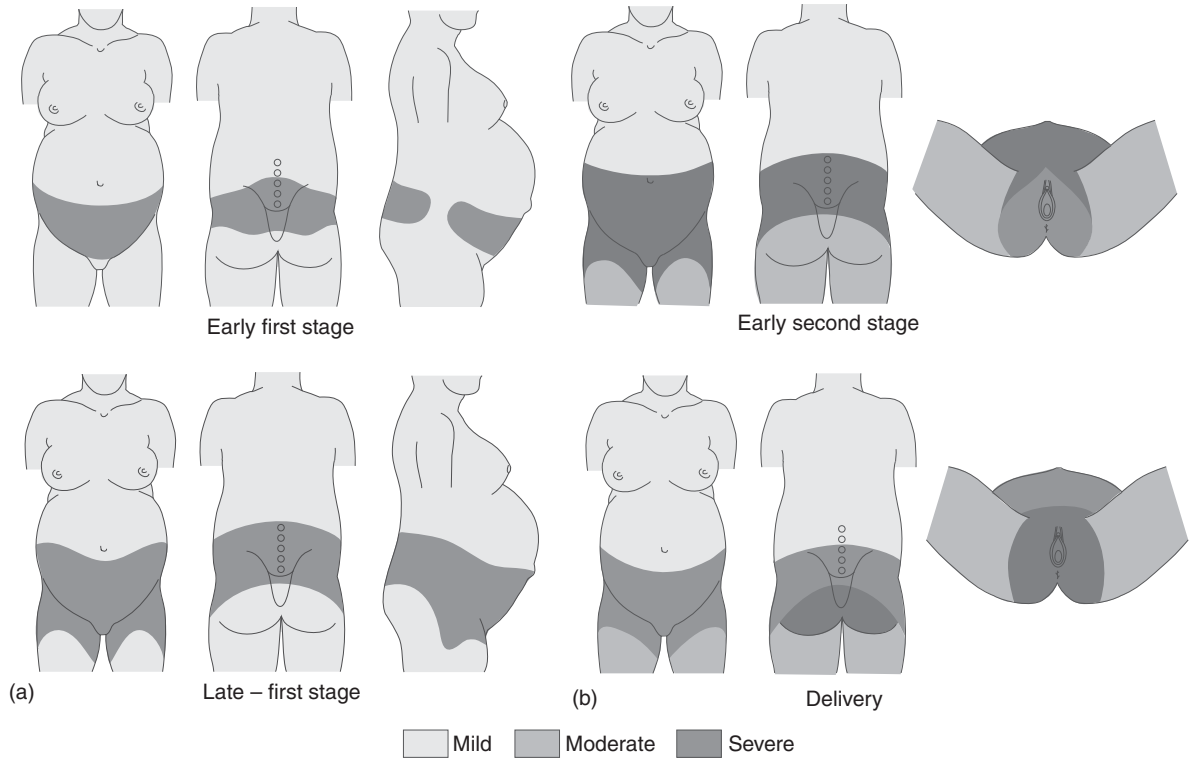 Early first stage
Early second stage
(a)
Late – first stage
(b)
Delivery
Mild
Moderate
Severe